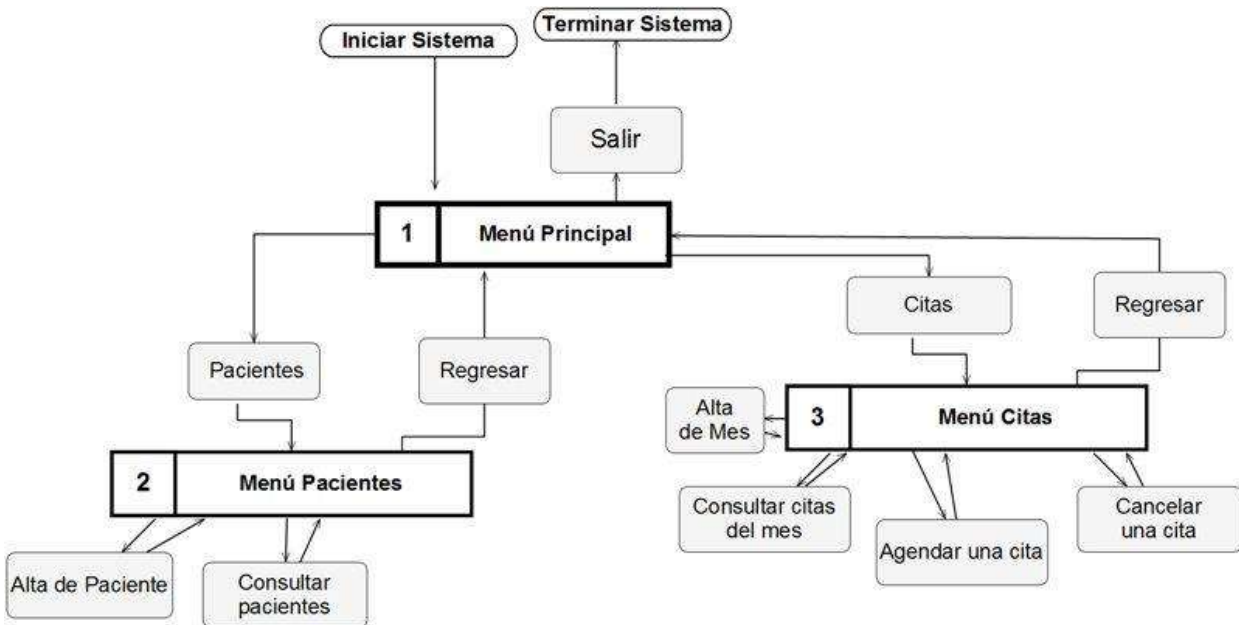 Iniciar Sistema
Terminar Sistema
Salir
1
Menú Principal
Citas
Regresar
Pacientes
Regresar
Alta
de Mes
3
Menú Citas
2
Menú Pacientes
Consultar citas
del mes
Agendar una cita
Cancelar
una cita
Alta de Paciente
Consultar
pacientes